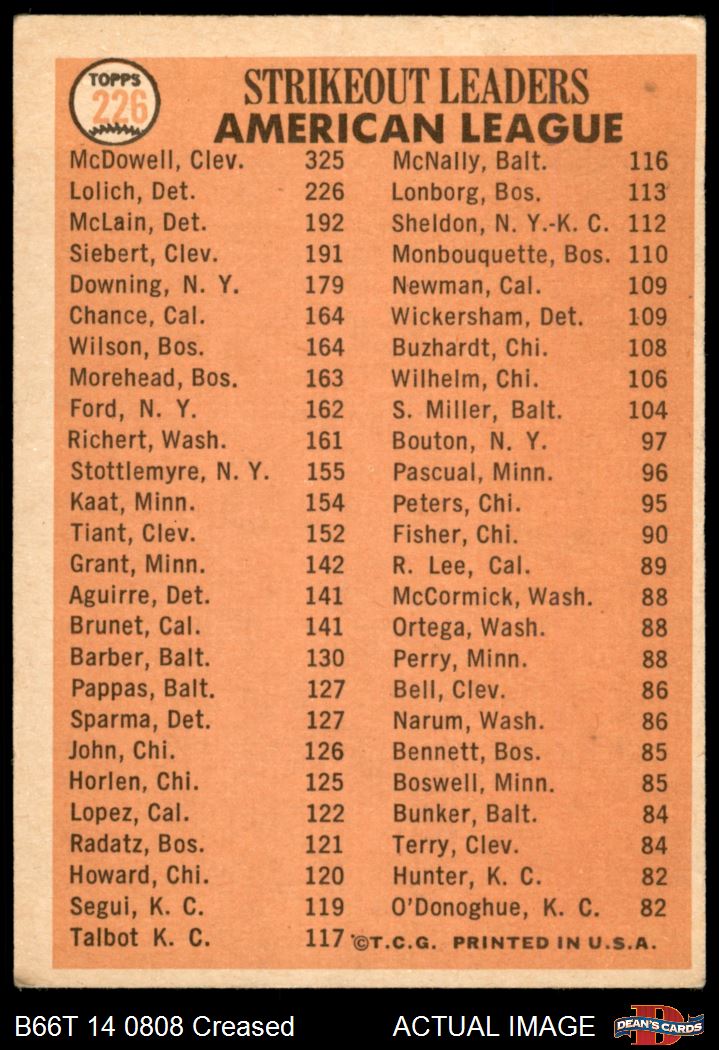 TOPPS
226
STRIKEOUT LEADERS
AMERICAN LEAGUE
McDowell, Clev. 325
Lolich, Det. 226
McLain, Det. 192
Siebert, Clev. 191
Downing, N. Y. 179
Chance, Cal. 164
Wilson, Bos. 164
Morehead, Bos. 163
Ford, N. Y. 162
Richert, Wash. 161
Stottlemyre, N. Y. 155
Kaat, Minn. 154
Tiant, Clev. 152
Grant, Minn. 142
Aguirre, Det. 141
Brunet, Cal. 141
Barber, Balt. 130
Pappas, Balt. 127
Sparma, Det. 127
John, Chi. 126
Horlen, Chi. 125
Lopez, Cal. 122
Radatz, Bos. 121
Howard, Chi. 120
Segui, K. C. 119
Talbot K. C. 117
McNally, Balt. 116
Lonborg, Bos. 113
Sheldon, N. Y.-K. C. 112
Monbouquette, Bos. 110
Newman, Cal. 109
Wickersham, Det. 109
Buzhardt, Chi. 108
Wilhelm, Chi. 106
S. Miller, Balt. 104
Bouton, N. Y. 97
Pascual, Minn. 96
Peters, Chi. 95
Fisher, Chi. 90
R. Lee, Cal. 89
McCormick, Wash. 88
Ortega, Wash. 88
Perry, Minn. 88
Bell, Clev. 86
Narum, Wash. 86
Bennett, Bos. 85
Boswell, Minn. 85
Bunker, Balt. 84
Terry, Clev. 84
Hunter, K. C. 82
O'Donoghue, K. C. 82
©T.C.G. PRINTED IN U.S.A.
B66T 14 0808 Creased
ACTUAL IMAGE
DEAN'S CARDS